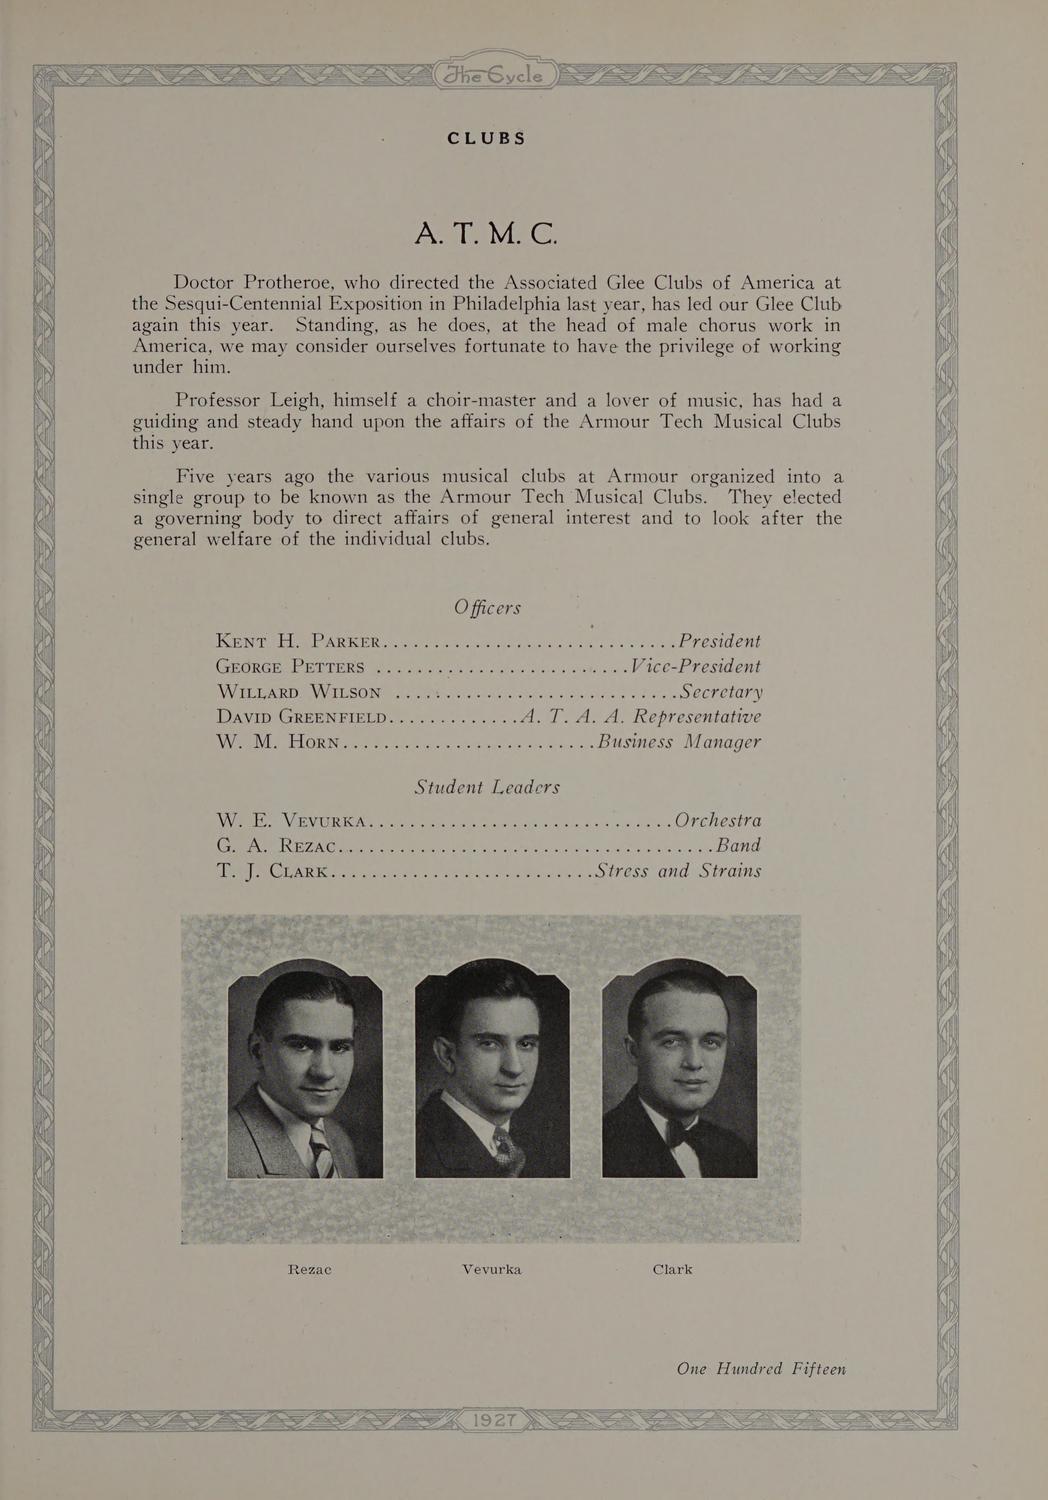 The Cycle
CLUBS
A. T. M. C.
Doctor Protheroe, who directed the Associated Glee Clubs of America at
the Sesqui-Centennial Exposition in Philadelphia last year, has led our Glee Club
again this year. Standing, as he does, at the head of male chorus work in
America, we may consider ourselves fortunate to have the privilege of working
under him.
Professor Leigh, himself a choir-master and a lover of music, has had a
guiding and steady hand upon the affairs of the Armour Tech Musical Clubs
this year.
Five years ago the various musical clubs at Armour organized into a
single group to be known as the Armour Tech Musical Clubs. They elected
a governing body to direct affairs of general interest and to look after the
general welfare of the individual clubs.
Officers
KENT H. PARKER............................President
GEORGE PETTERS ........................Vice-President
WILLARD WILSON ...........................Secretary
DAVID GREENFIELD.............A. T. A. A. Representative
W. M. HORN........................Business Manager
Student Leaders
W. E. VEVURKA.............................Orchestra
G. A. REZAC....................................Band
T. J. CLARK.........................Stress and Strains
Rezac Vevurka Clark
One Hundred Fifteen
1927